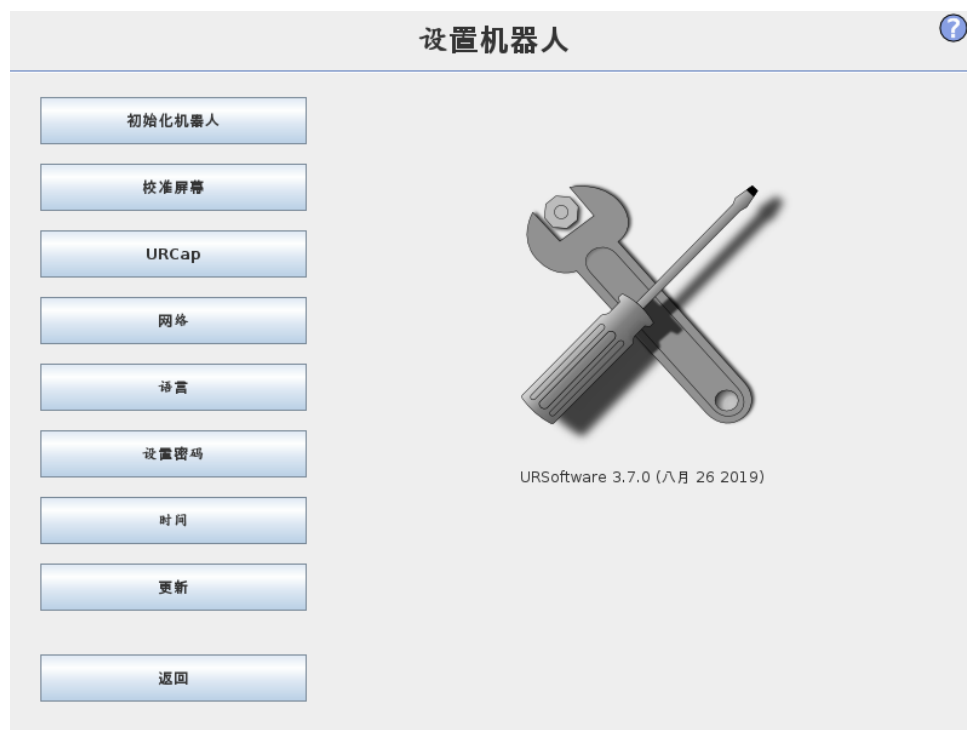 设置机器人
?
初始化机器人
校准屏幕
URCap
网络
语言
设置密码
时间
更新
返回
URSoftware 3.7.0 (八月 26 2019)